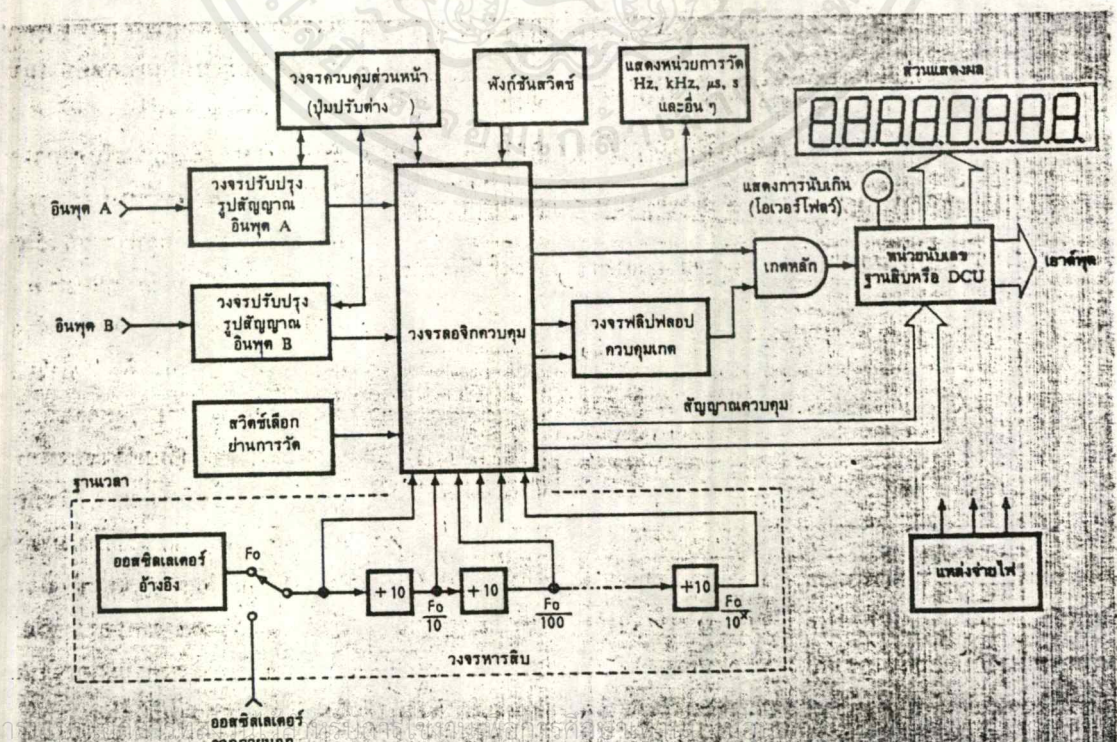 วงจรควบคุมส่วนหน้า
(ปุ่มปรับต่าง )
ฟังก์ชันสวิตช์
แสดงหน่วยการวัด
Hz, kHz, µs, s
และอื่น ๆ
ส่วนแสดงผล
8.8.8.8.8.8.8.8.
อินพุต A
วงจรปรับปรุง
รูปสัญญาณ
อินพุต A
แสดงการนับเกิน
(โอเวอร์โฟลว์)
เกตหลัก
หน่วยนับเลข
ฐานสิบหรือ DCU
เอาต์พุต
อินพุต B
วงจรปรับปรุง
รูปสัญญาณ
อินพุต B
วงจรลอจิกควบคุม
วงจรฟลิปฟลอป
ควบคุมเกต
สวิตช์เลือก
ย่านการวัด
สัญญาณควบคุม
ฐานเวลา
ออสซิลเลเตอร์
อ้างอิง
Fo
+10
Fo
10
+10
Fo
100
+10
Fo
10ˣ
วงจรหารสิบ
แหล่งจ่ายไฟ
ออสซิลเลเตอร์